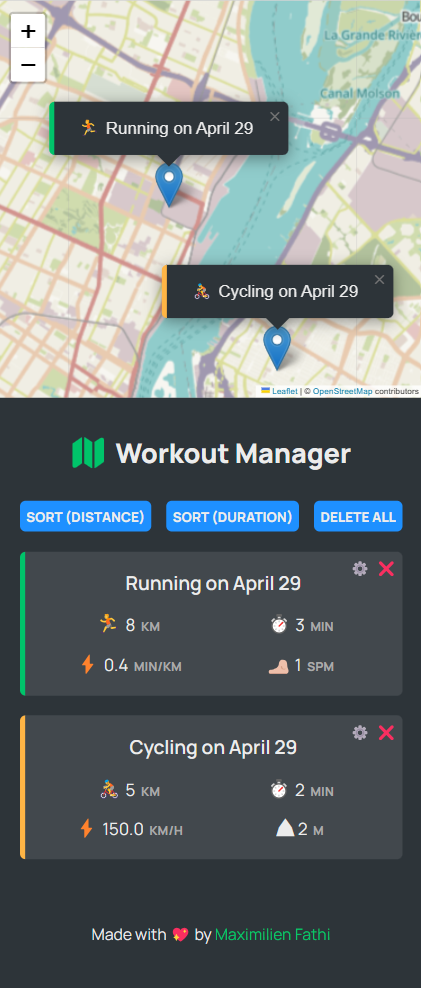 +
−
Bou
La Grande Rivièr
Canal Molson
Running on April 29 ×
Cycling on April 29 ×
Leaflet | © OpenStreetMap contributors
Workout Manager
SORT (DISTANCE) SORT (DURATION) DELETE ALL
Running on April 29
8 KM 3 MIN
0.4 MIN/KM 1 SPM
Cycling on April 29
5 KM 2 MIN
150.0 KM/H 2 M
Made with 💖 by Maximilien Fathi